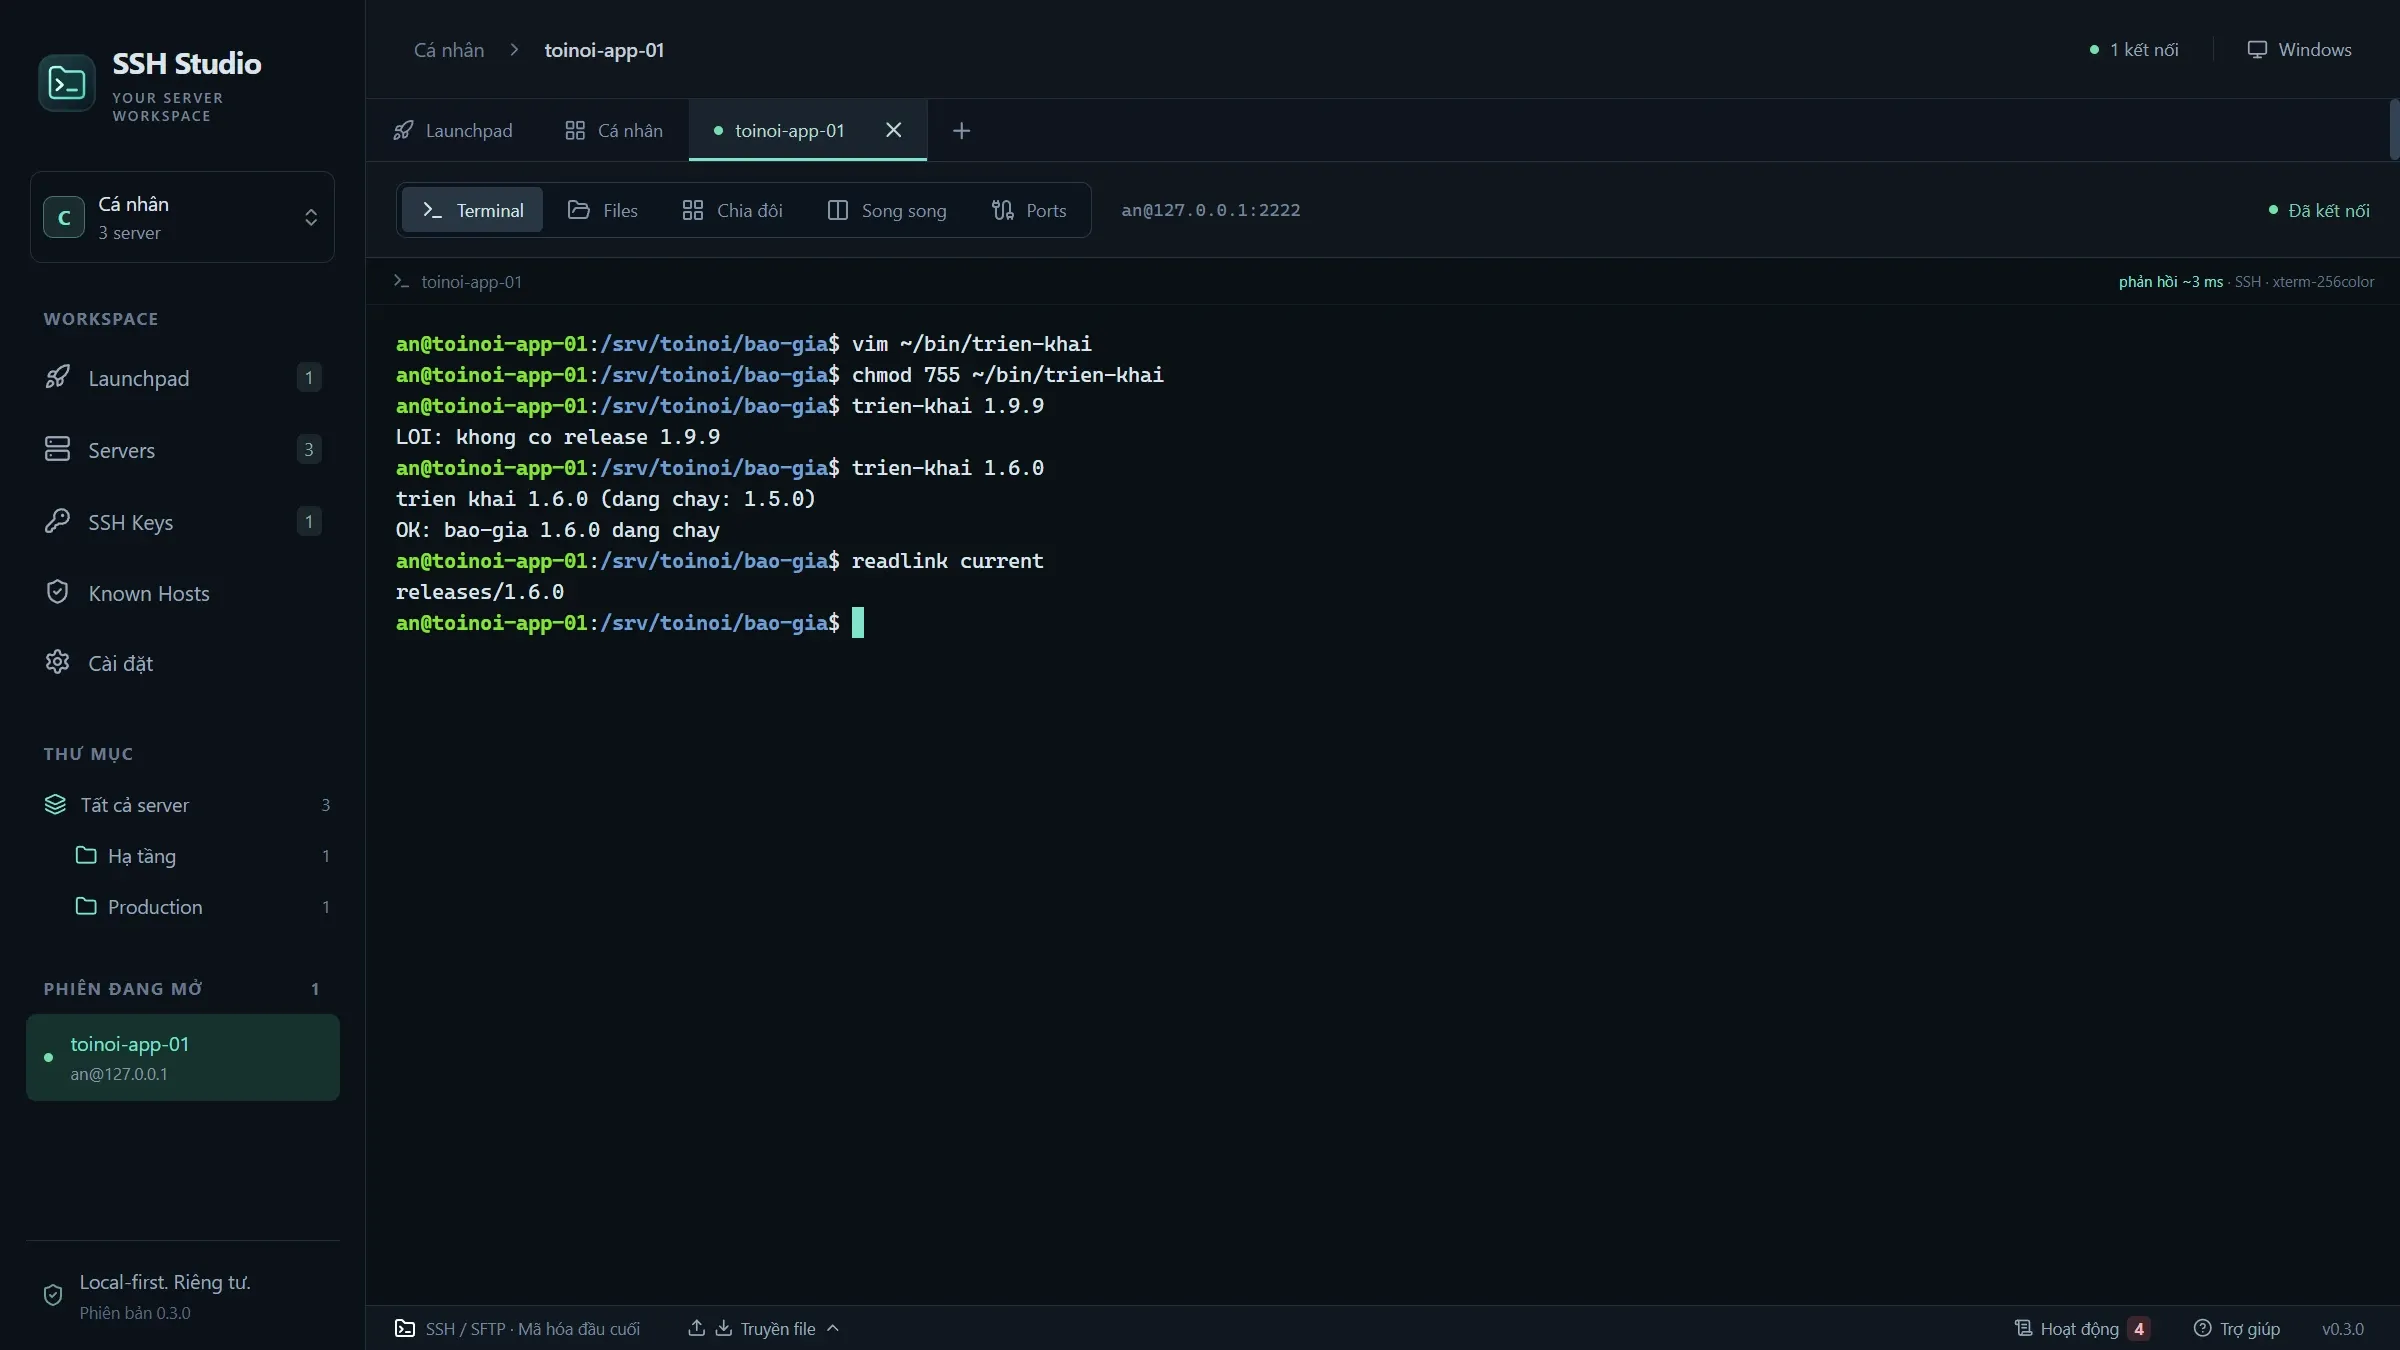 SSH Studio
YOUR SERVER
WORKSPACE
C
Cá nhân
3 server
WORKSPACE
Launchpad 1
Servers 3
SSH Keys 1
Known Hosts
Cài đặt
THƯ MỤC
Tất cả server 3
Hạ tầng 1
Production 1
PHIÊN ĐANG MỞ 1
toinoi-app-01
an@127.0.0.1
Local-first. Riêng tư.
Phiên bản 0.3.0
Cá nhân > toinoi-app-01
1 kết nối
Windows
Launchpad
Cá nhân
toinoi-app-01
Terminal
Files
Chia đôi
Song song
Ports
an@127.0.0.1:2222
Đã kết nối
toinoi-app-01
phản hồi ~3 ms · SSH · xterm-256color
an@toinoi-app-01:/srv/toinoi/bao-gia$ vim ~/bin/trien-khai
an@toinoi-app-01:/srv/toinoi/bao-gia$ chmod 755 ~/bin/trien-khai
an@toinoi-app-01:/srv/toinoi/bao-gia$ trien-khai 1.9.9
LOI: khong co release 1.9.9
an@toinoi-app-01:/srv/toinoi/bao-gia$ trien-khai 1.6.0
trien khai 1.6.0 (dang chay: 1.5.0)
OK: bao-gia 1.6.0 dang chay
an@toinoi-app-01:/srv/toinoi/bao-gia$ readlink current
releases/1.6.0
an@toinoi-app-01:/srv/toinoi/bao-gia$
SSH / SFTP · Mã hóa đầu cuối
Truyền file
Hoạt động 4
Trợ giúp
v0.3.0